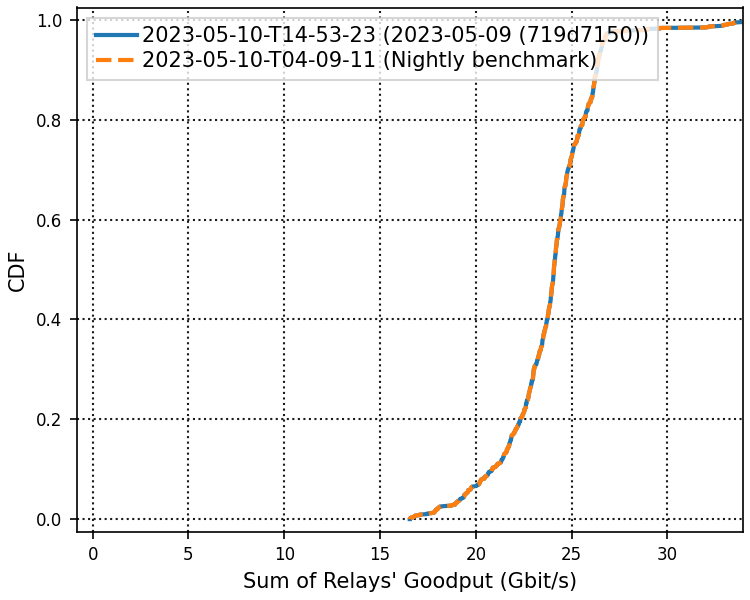 2023-05-10-T14-53-23 (2023-05-09 (719d7150))
2023-05-10-T04-09-11 (Nightly benchmark)
1.0
0.8
0.6
0.4
0.2
0.0
CDF
0 5 10 15 20 25 30
Sum of Relays' Goodput (Gbit/s)